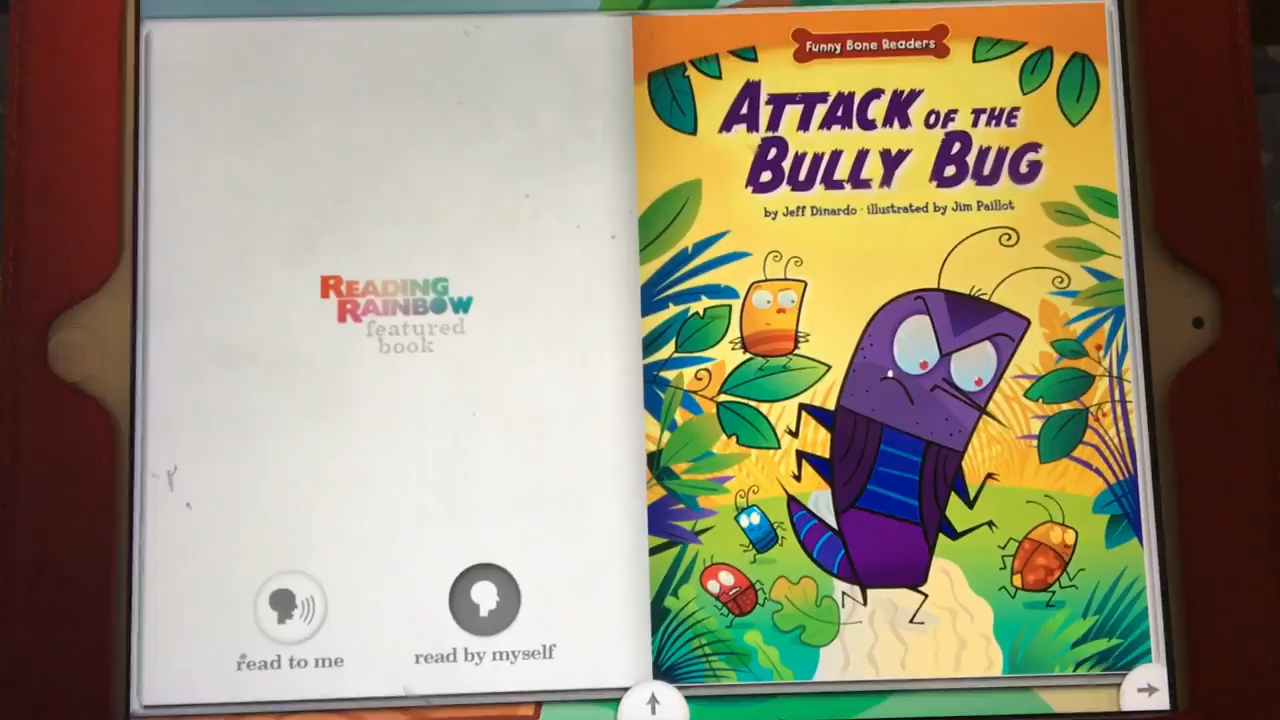 READING
RAINBOW
featured
book
read to me
read by myself
Funny Bone Readers
ATTACK OF THE
BULLY BUG
by Jeff Dinardo · illustrated by Jim Paillot